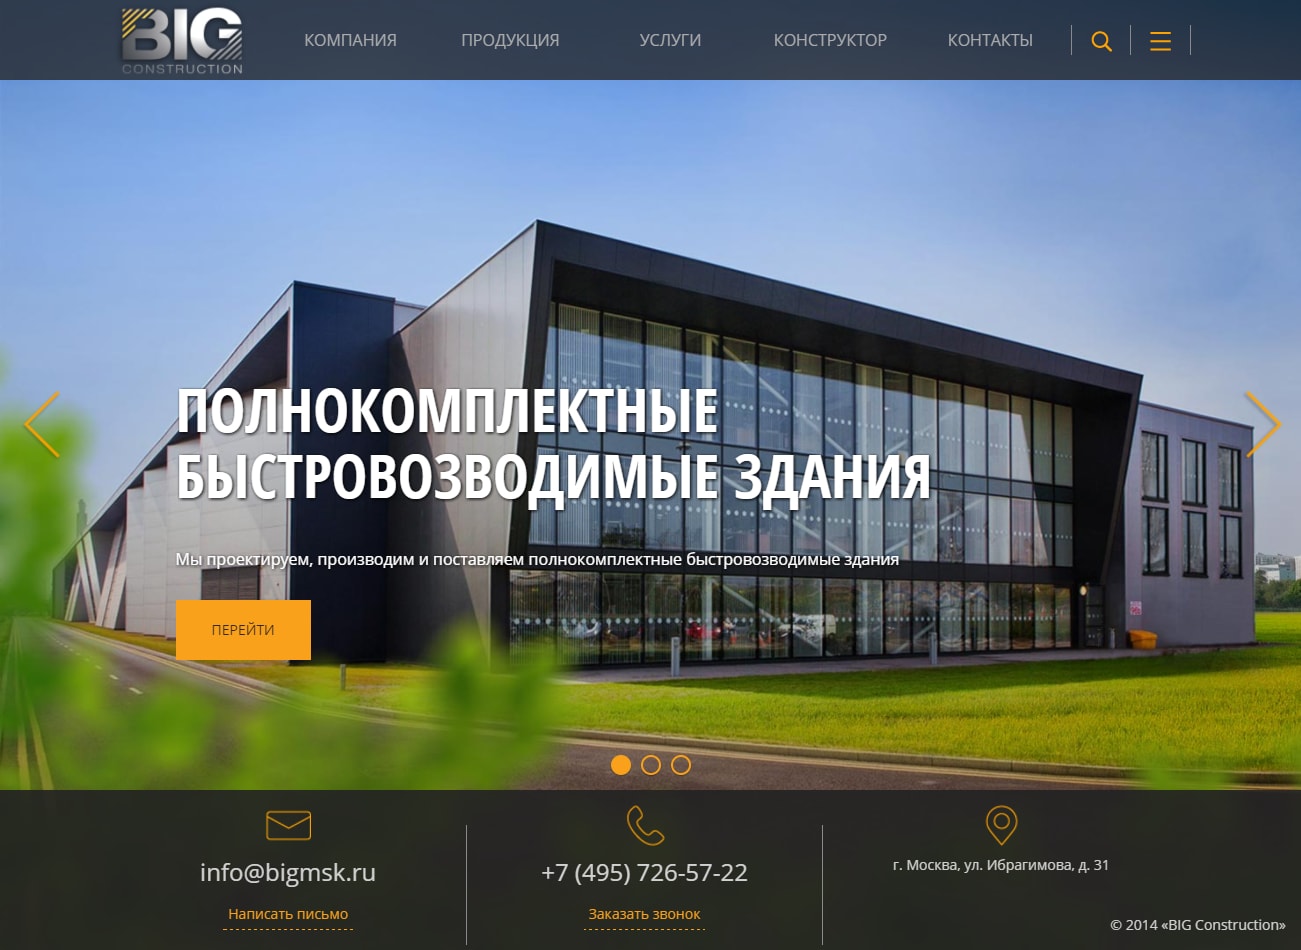 BIG
CONSTRUCTION
КОМПАНИЯ
ПРОДУКЦИЯ
УСЛУГИ
КОНСТРУКТОР
КОНТАКТЫ
ПОЛНОКОМПЛЕКТНЫЕ
БЫСТРОВОЗВОДИМЫЕ ЗДАНИЯ
Мы проектируем, производим и поставляем полнокомплектные быстровозводимые здания
ПЕРЕЙТИ
info@bigmsk.ru
Написать письмо
+7 (495) 726-57-22
Заказать звонок
г. Москва, ул. Ибрагимова, д. 31
© 2014 «BIG Construction»